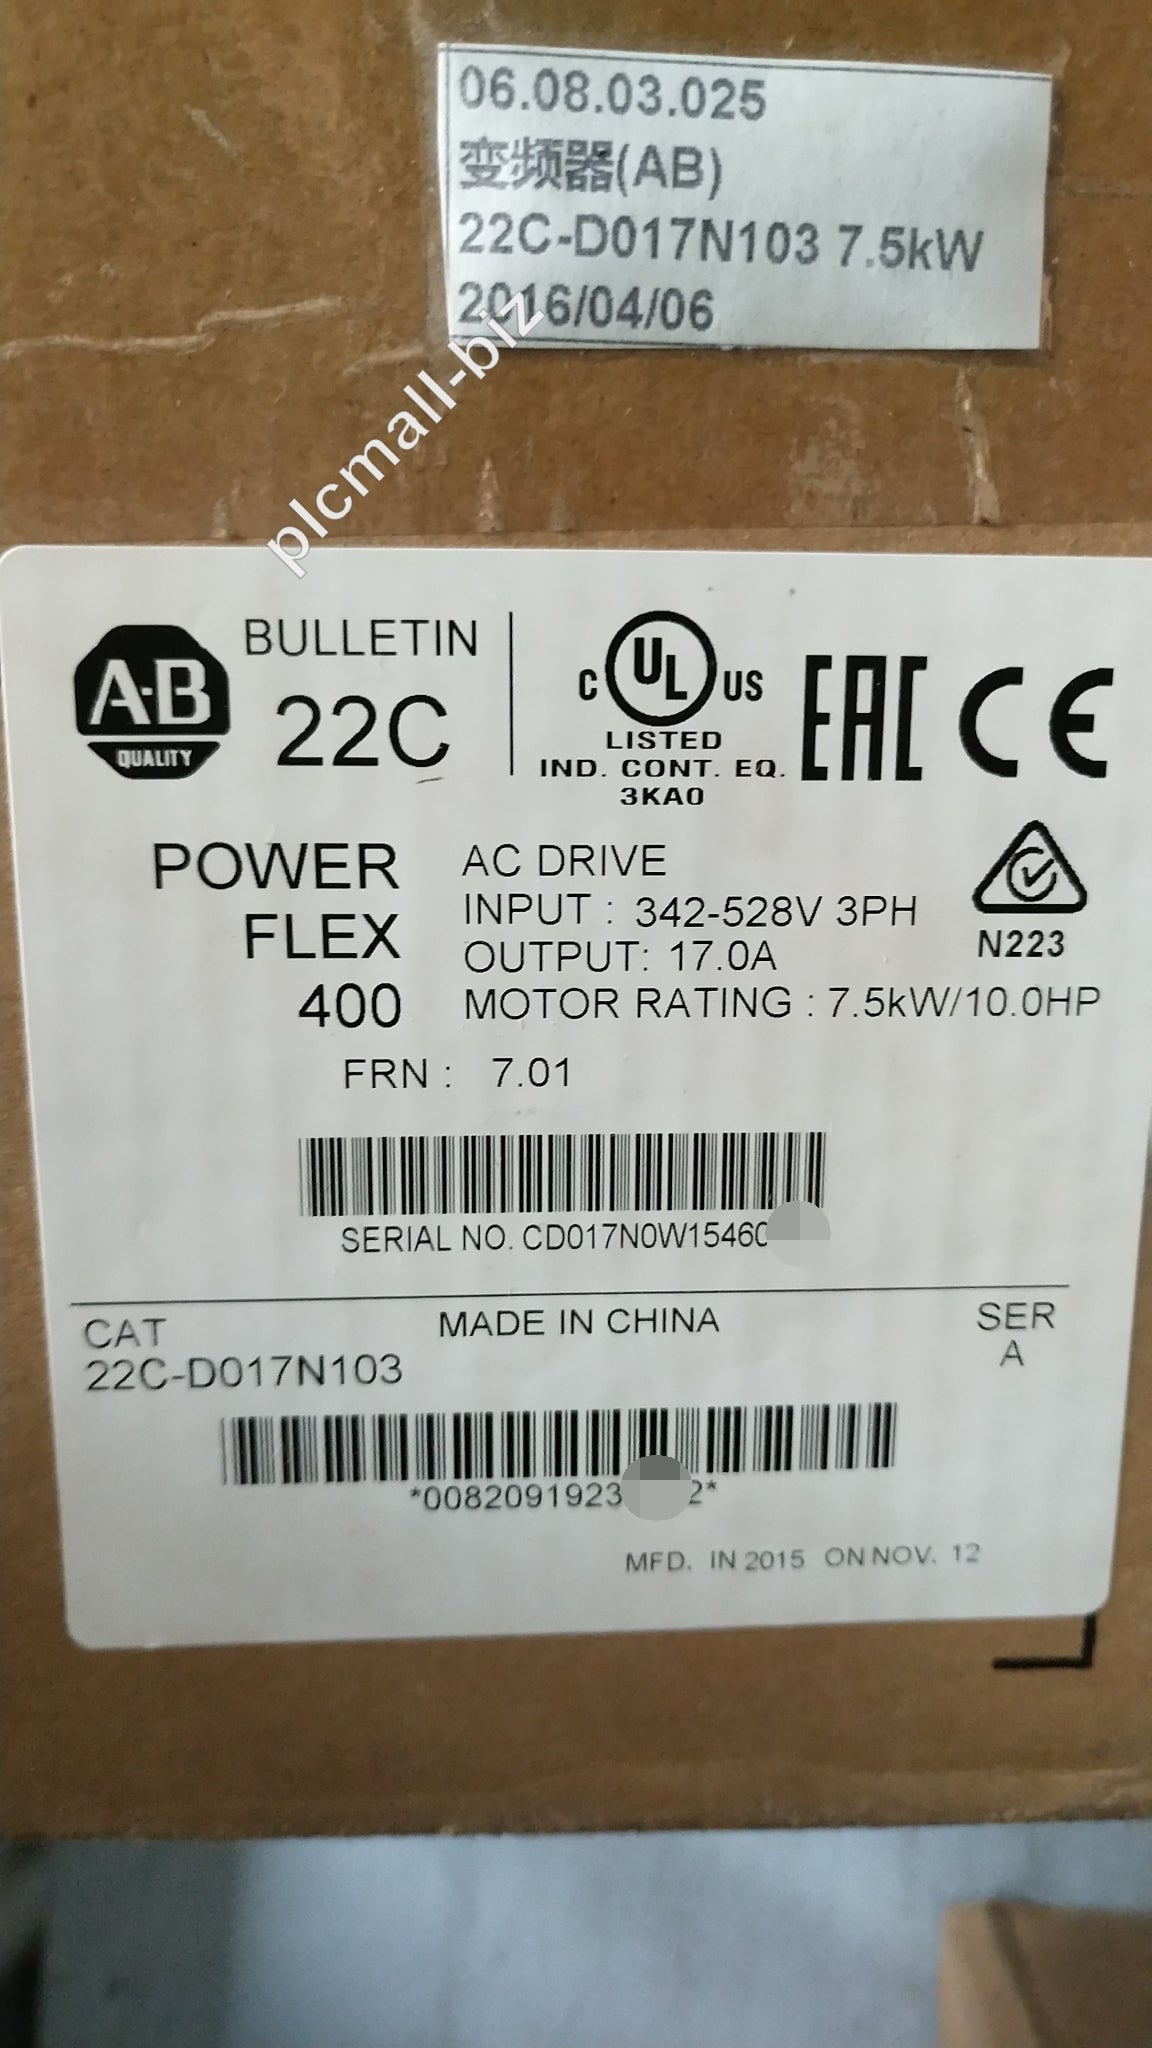 06.08.03.025
变频器(AB)
22C-D017N103 7.5kW
2016/04/06
plcmall-biz
A-B
QUALITY
BULLETIN
22C
C UL US
LISTED
IND. CONT. EQ.
3KA0
EAC CE
POWER
FLEX
400
AC DRIVE
INPUT : 342-528V 3PH
OUTPUT: 17.0A
MOTOR RATING : 7.5kW/10.0HP
N223
FRN : 7.01
SERIAL NO. CD017N0W15460
CAT
22C-D017N103
MADE IN CHINA
SER
A
*0082091923 2*
MFD. IN 2015 ON NOV. 12